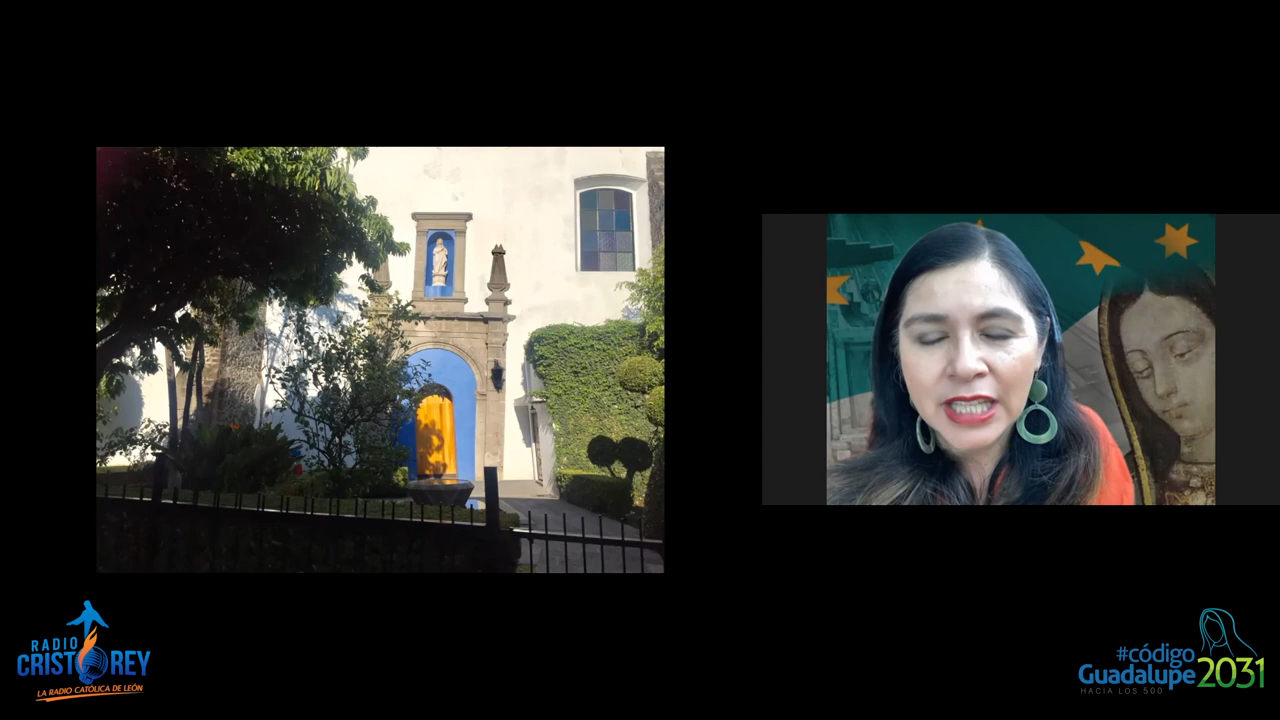 RADIO
CRISTO REY
LA RADIO CATÓLICA DE LEÓN
#código
Guadalupe 2031
HACIA LOS 500